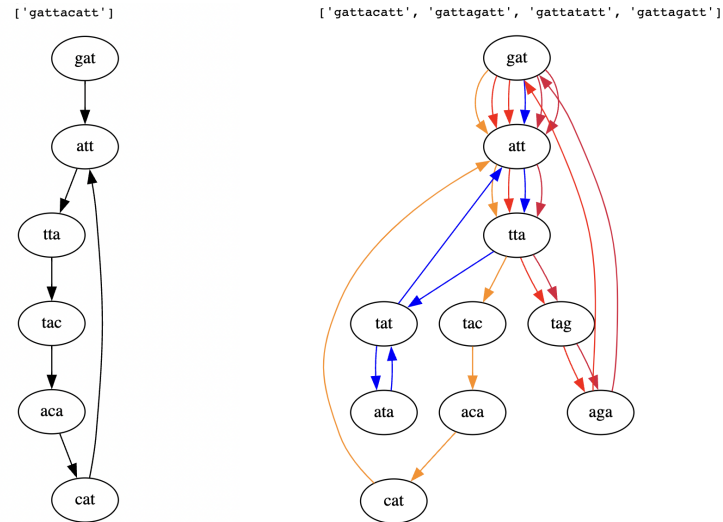 ['gattacatt']
gat
att
tta
tac
aca
cat
['gattacatt', 'gattagatt', 'gattatatt', 'gattagatt']
gat
att
tta
tat
tac
tag
ata
aca
aga
cat